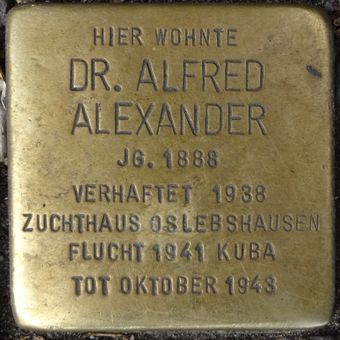 HIER WOHNTE
DR. ALFRED
ALEXANDER
JG. 1888
VERHAFTET 1938
ZUCHTHAUS OSLEBSHAUSEN
FLUCHT 1941 KUBA
TOT OKTOBER 1943